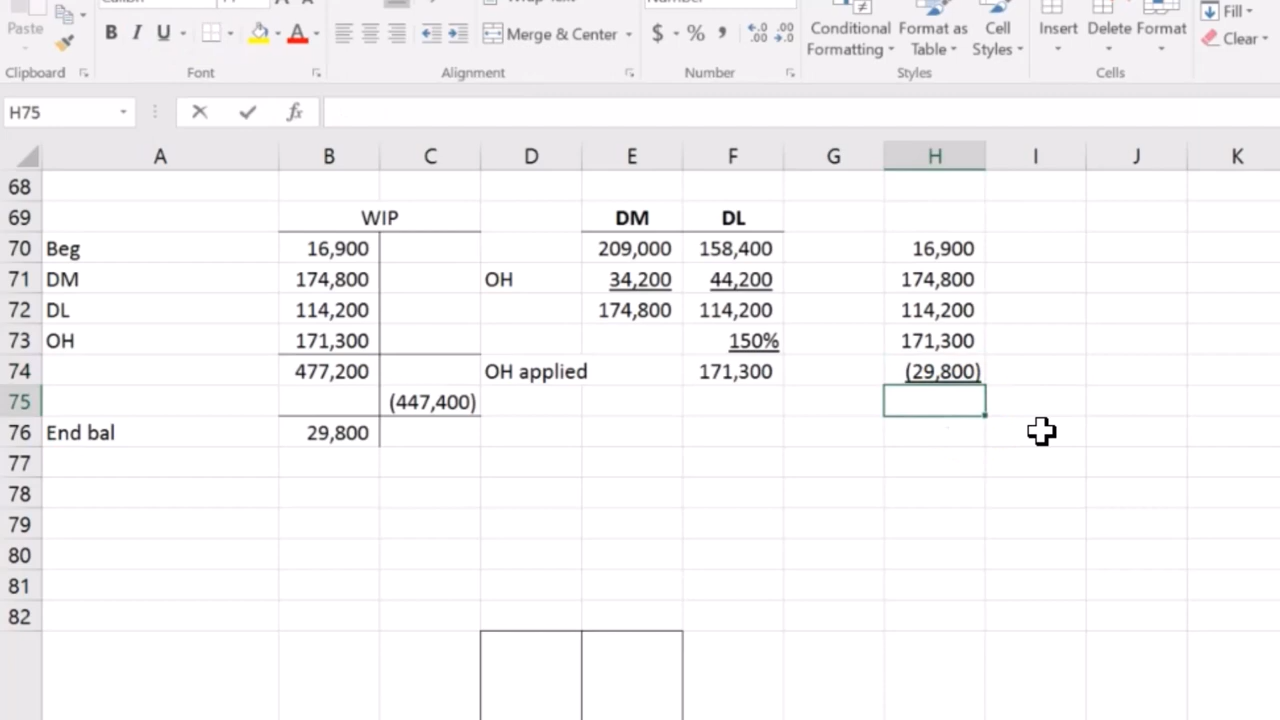 Paste
B I U A
Merge & Center
$ % ,
Conditional Formatting
Format as Table
Cell Styles
Insert Delete Format
Fill
Clear
Clipboard Font Alignment Number Styles Cells
H75 fx
A B C D E F G H I J K
68
69 WIP DM DL
70 Beg 16,900 209,000 158,400 16,900
71 DM 174,800 OH 34,200 44,200 174,800
72 DL 114,200 174,800 114,200 114,200
73 OH 171,300 150% 171,300
74 477,200 OH applied 171,300 (29,800)
75 (447,400)
76 End bal 29,800
77
78
79
80
81
82